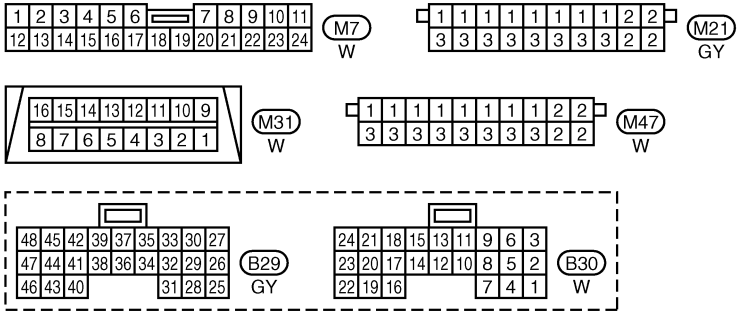 1 2 3 4 5 6 7 8 9 10 11
12 13 14 15 16 17 18 19 20 21 22 23 24
M7
W
1 1 1 1 1 1 1 1 2 2
3 3 3 3 3 3 3 3 2 2
M21
GY
16 15 14 13 12 11 10 9
8 7 6 5 4 3 2 1
M31
W
1 1 1 1 1 1 1 1 2 2
3 3 3 3 3 3 3 3 2 2
M47
W
48 45 42 39 37 35 33 30 27
47 44 41 38 36 34 32 29 26
46 43 40 31 28 25
B29
GY
24 21 18 15 13 11 9 6 3
23 20 17 14 12 10 8 5 2
22 19 16 7 4 1
B30
W